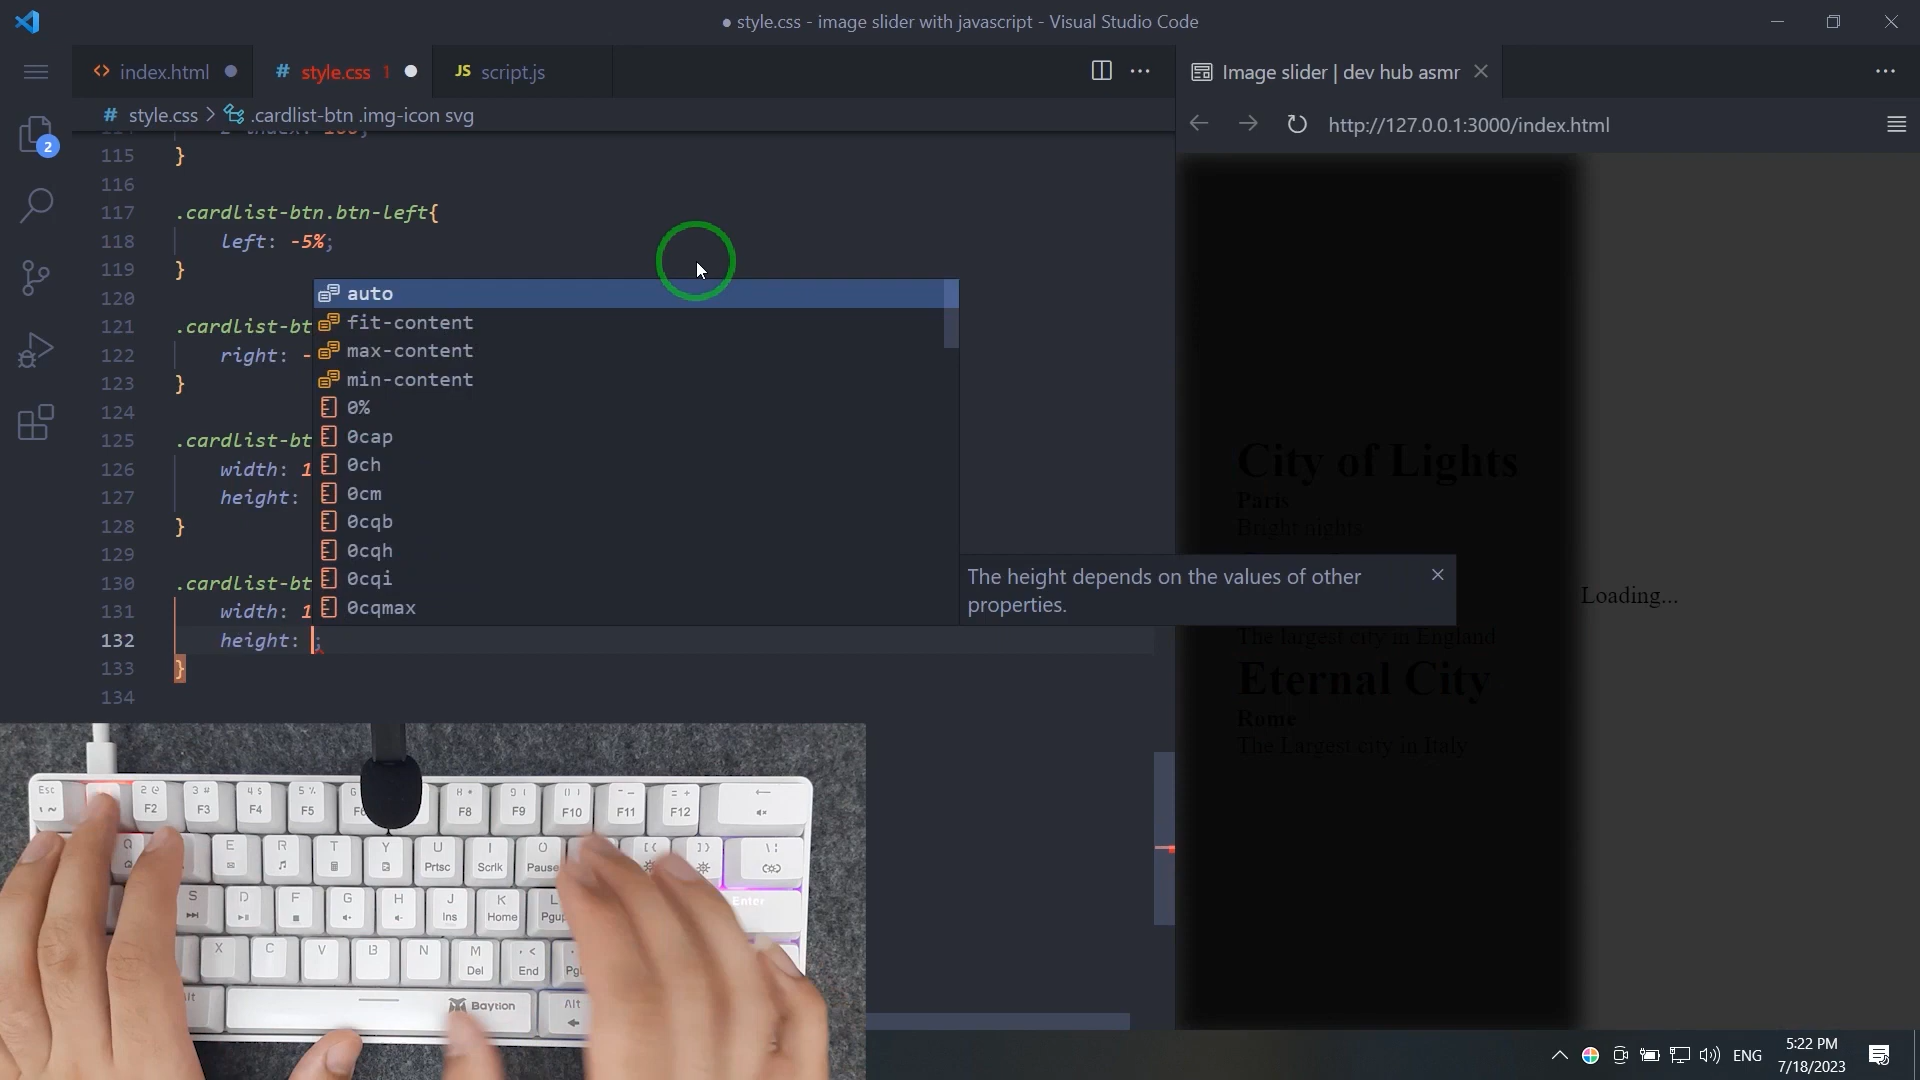 style.css - image slider with javascript - Visual Studio Code
index.html
# style.css 1
JS script.js
Image slider | dev hub asmr
# style.css > .cardlist-btn .img-icon svg
http://127.0.0.1:3000/index.html
2
115 }
116
117 .cardlist-btn.btn-left{
118 left: -5%;
119 }
120
121 .cardlist-bt
122 right: -
123 }
124
125 .cardlist-bt
126 width: 1
127 height:
128 }
129
130 .cardlist-bt
131 width: 1
132 height: ;
133 }
134
auto
fit-content
max-content
min-content
0%
0cap
0ch
0cm
0cqb
0cqh
0cqi
0cqmax
The height depends on the values of other
properties.
City of Lights
Paris
Bright nights
Loading...
The largest city in England
Eternal City
Rome
The Largest city in Italy
Esc 2 @ 3 # 4 $ 5 %
F2 F3 F4 F5 F8 F9 F10 F11 F12
Q E R T Y U I O
Prtsc Scrlk Pause
S D F G H J K L
Ins Home Pgup
Enter
X C V B N M
Del End
Baytion
Alt
ENG
5:22 PM
7/18/2023